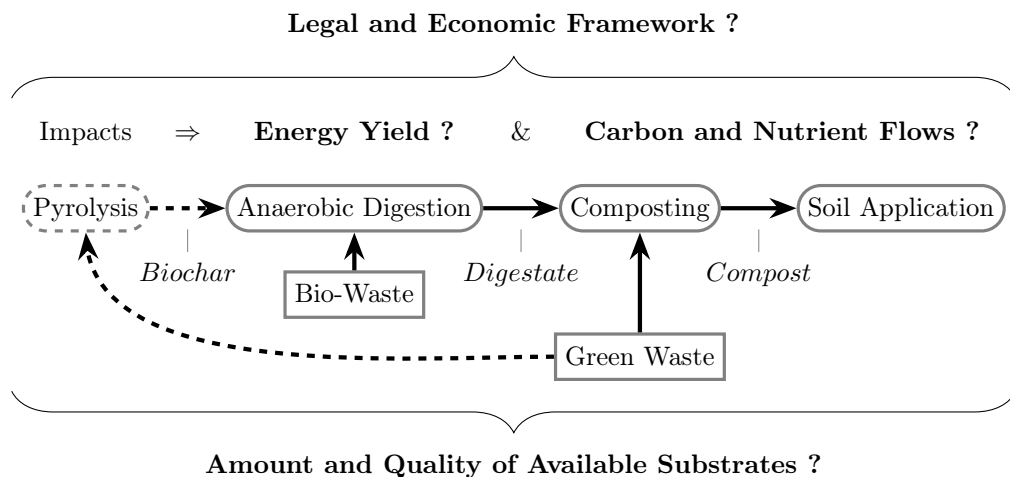 Legal and Economic Framework ?
Impacts ⇒ Energy Yield ? & Carbon and Nutrient Flows ?
Pyrolysis Anaerobic Digestion Composting Soil Application
Biochar Digestate Compost
Bio-Waste
Green Waste
Amount and Quality of Available Substrates ?